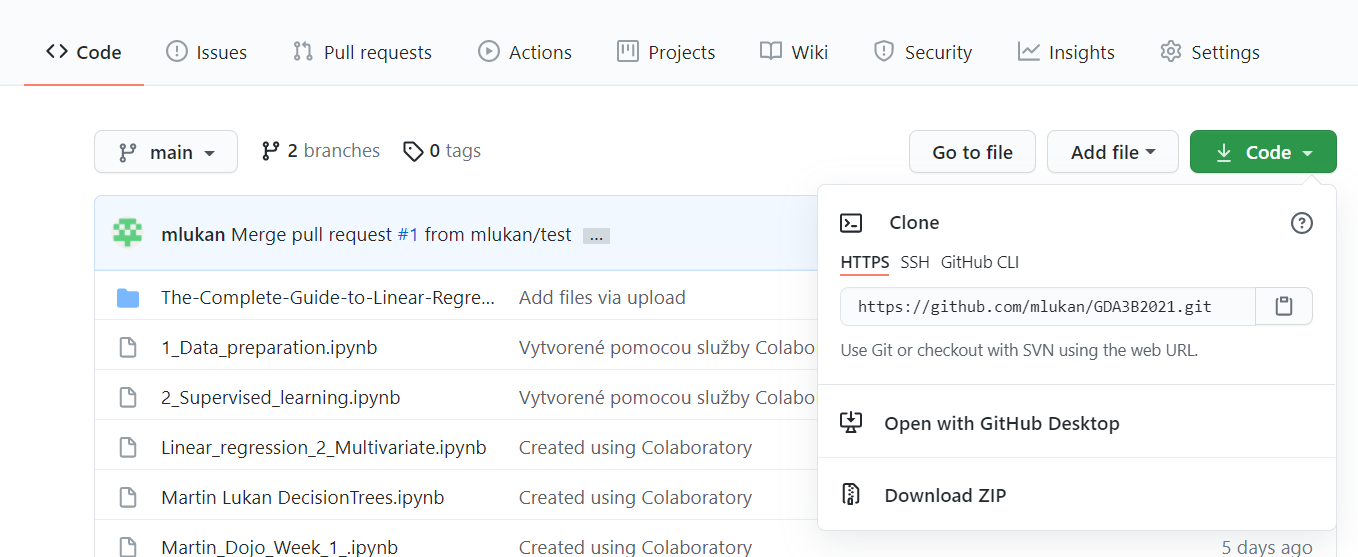 Code Issues Pull requests Actions Projects Wiki Security Insights Settings
main 2 branches 0 tags Go to file Add file Code
mlukan Merge pull request #1 from mlukan/test ...
The-Complete-Guide-to-Linear-Regre... Add files via upload
1_Data_preparation.ipynb Vytvorené pomocou služby Colabo
2_Supervised_learning.ipynb Vytvorené pomocou služby Colabo
Linear_regression_2_Multivariate.ipynb Created using Colaboratory
Martin Lukan DecisionTrees.ipynb Created using Colaboratory
Martin_Dojo_Week_1_.ipynb Created using Colaboratory 5 days ago
Clone
HTTPS SSH GitHub CLI
https://github.com/mlukan/GDA3B2021.git
Use Git or checkout with SVN using the web URL.
Open with GitHub Desktop
Download ZIP